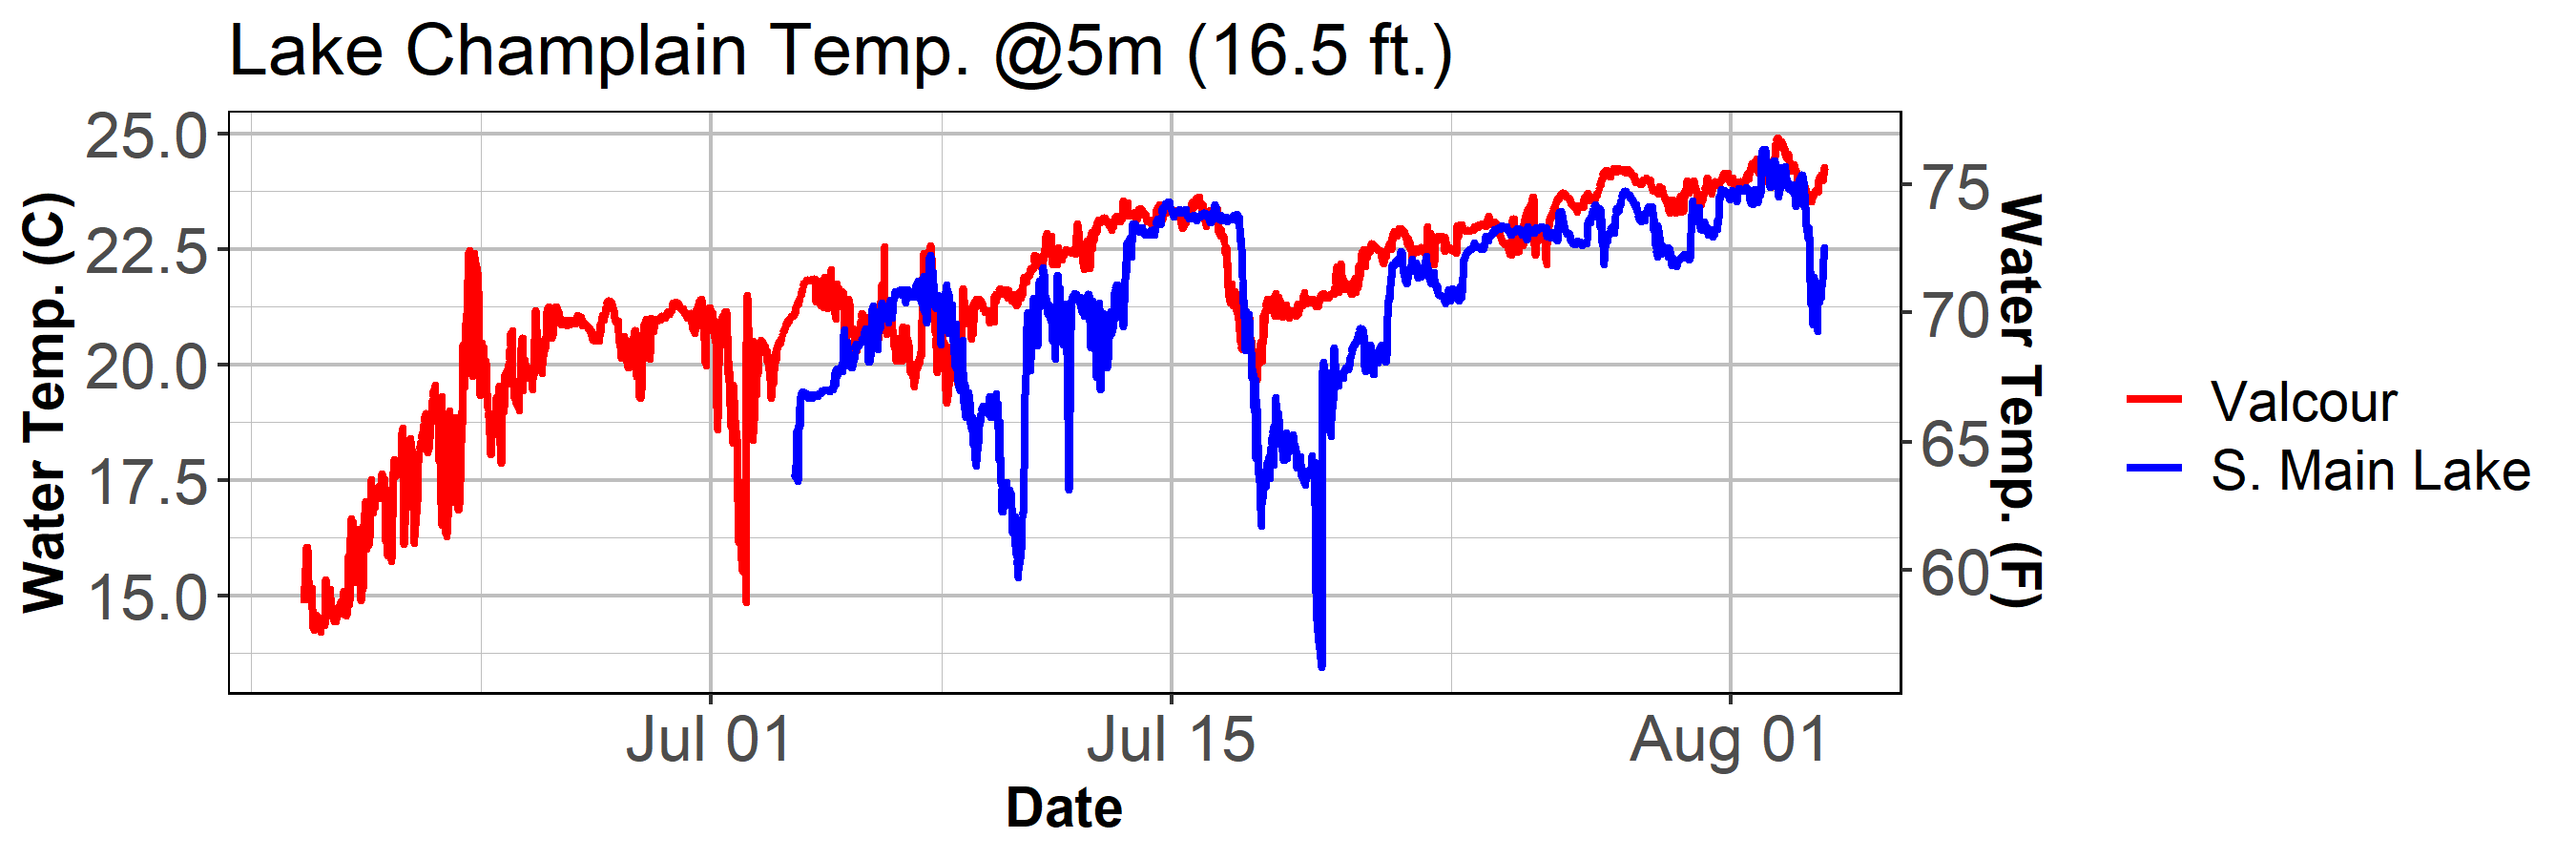 Lake Champlain Temp. @5m (16.5 ft.)
Water Temp. (C)
25.0
22.5
20.0
17.5
15.0
75
70
65
60
Water Temp. (F)
Jul 01
Jul 15
Aug 01
Date
Valcour
S. Main Lake